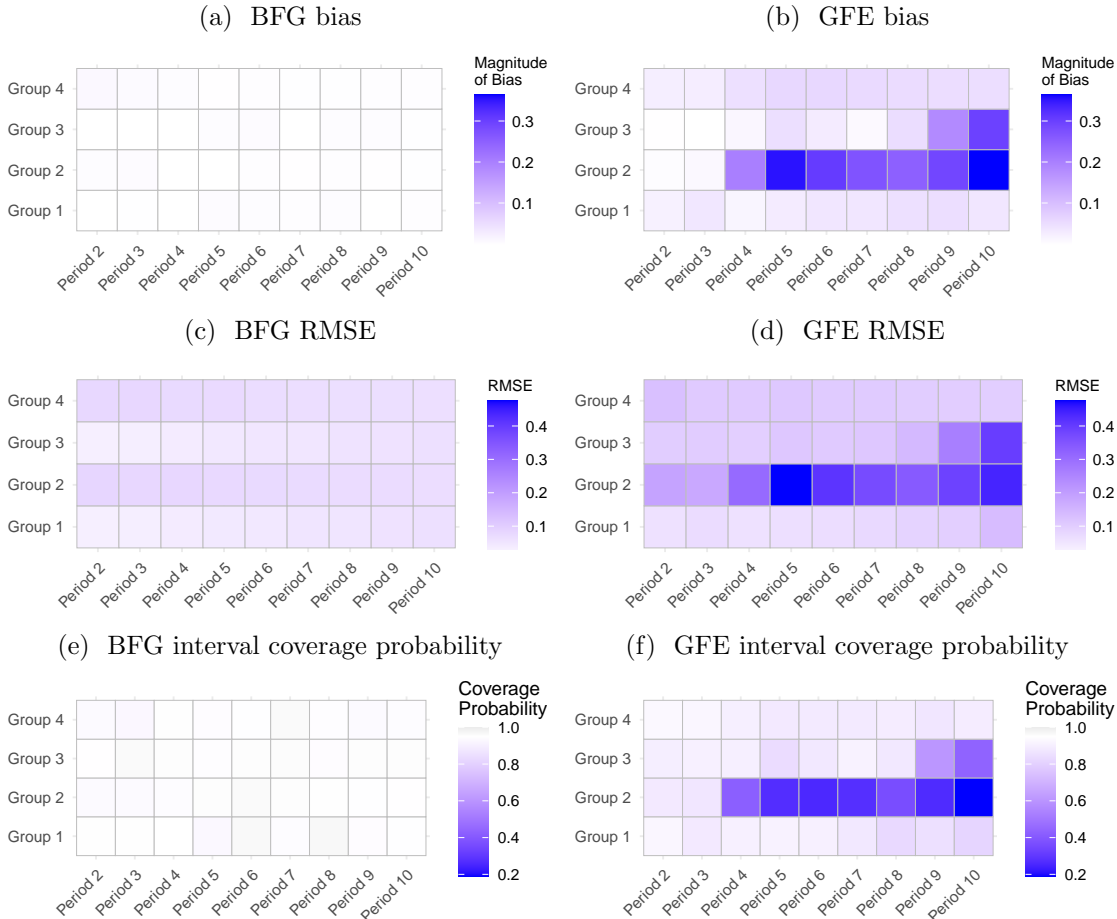 (a) BFG bias
(b) GFE bias
Group 4
Group 3
Group 2
Group 1
Period 2
Period 3
Period 4
Period 5
Period 6
Period 7
Period 8
Period 9
Period 10
Magnitude
of Bias
0.3
0.2
0.1
Group 4
Group 3
Group 2
Group 1
Period 2
Period 3
Period 4
Period 5
Period 6
Period 7
Period 8
Period 9
Period 10
Magnitude
of Bias
0.3
0.2
0.1
(c) BFG RMSE
(d) GFE RMSE
Group 4
Group 3
Group 2
Group 1
Period 2
Period 3
Period 4
Period 5
Period 6
Period 7
Period 8
Period 9
Period 10
RMSE
0.4
0.3
0.2
0.1
Group 4
Group 3
Group 2
Group 1
Period 2
Period 3
Period 4
Period 5
Period 6
Period 7
Period 8
Period 9
Period 10
RMSE
0.4
0.3
0.2
0.1
(e) BFG interval coverage probability
(f) GFE interval coverage probability
Group 4
Group 3
Group 2
Group 1
Period 2
Period 3
Period 4
Period 5
Period 6
Period 7
Period 8
Period 9
Period 10
Coverage
Probability
1.0
0.8
0.6
0.4
0.2
Group 4
Group 3
Group 2
Group 1
Period 2
Period 3
Period 4
Period 5
Period 6
Period 7
Period 8
Period 9
Period 10
Coverage
Probability
1.0
0.8
0.6
0.4
0.2